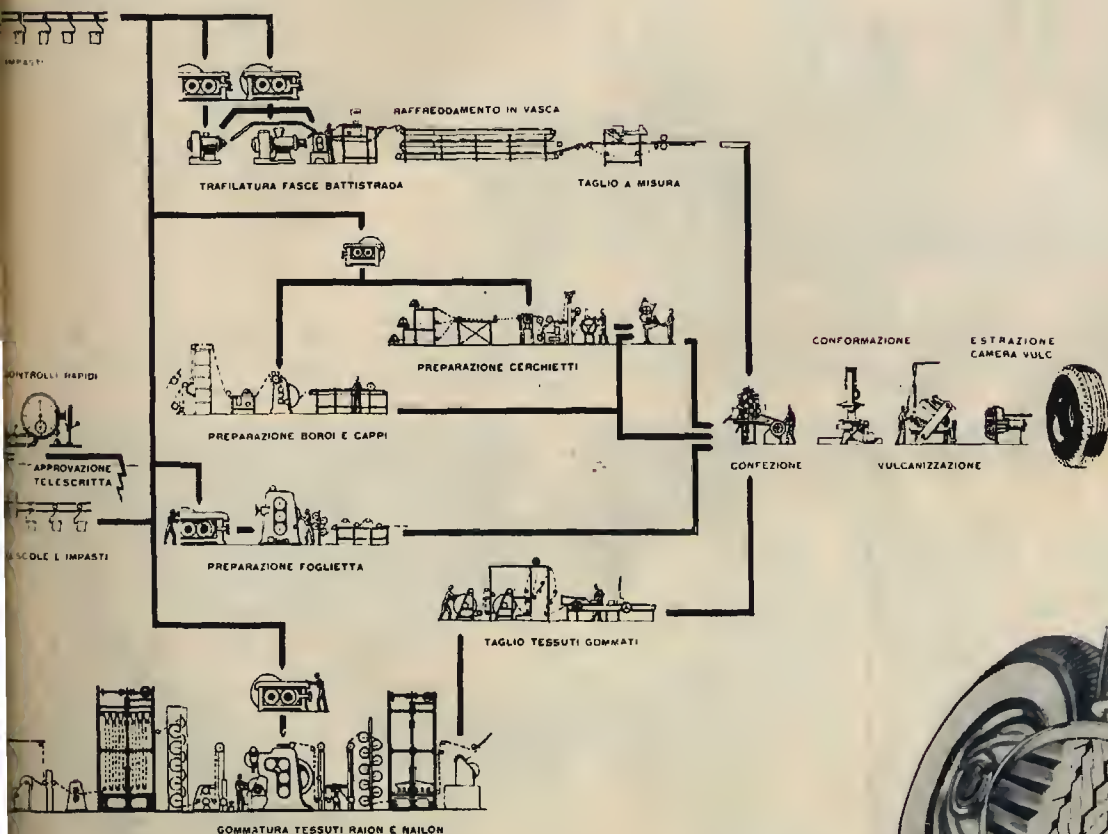 IMPASTI
RAFFREDDAMENTO IN VASCA
TRAFILATURA FASCE BATTISTRADA
TAGLIO A MISURA
PREPARAZIONE CERCHIETTI
CONFORMAZIONE
ESTRAZIONE
CAMERA VULC
CONTROLLI RAPIDI
PREPARAZIONE BORDI E CAPPI
APPROVAZIONE
TELESCRITTA
CONFEZIONE
VULCANIZZAZIONE
IMPASTI
PREPARAZIONE FOGLIETTA
TAGLIO TESSUTI GOMMATI
GOMMATURA TESSUTI RAION E NAILON